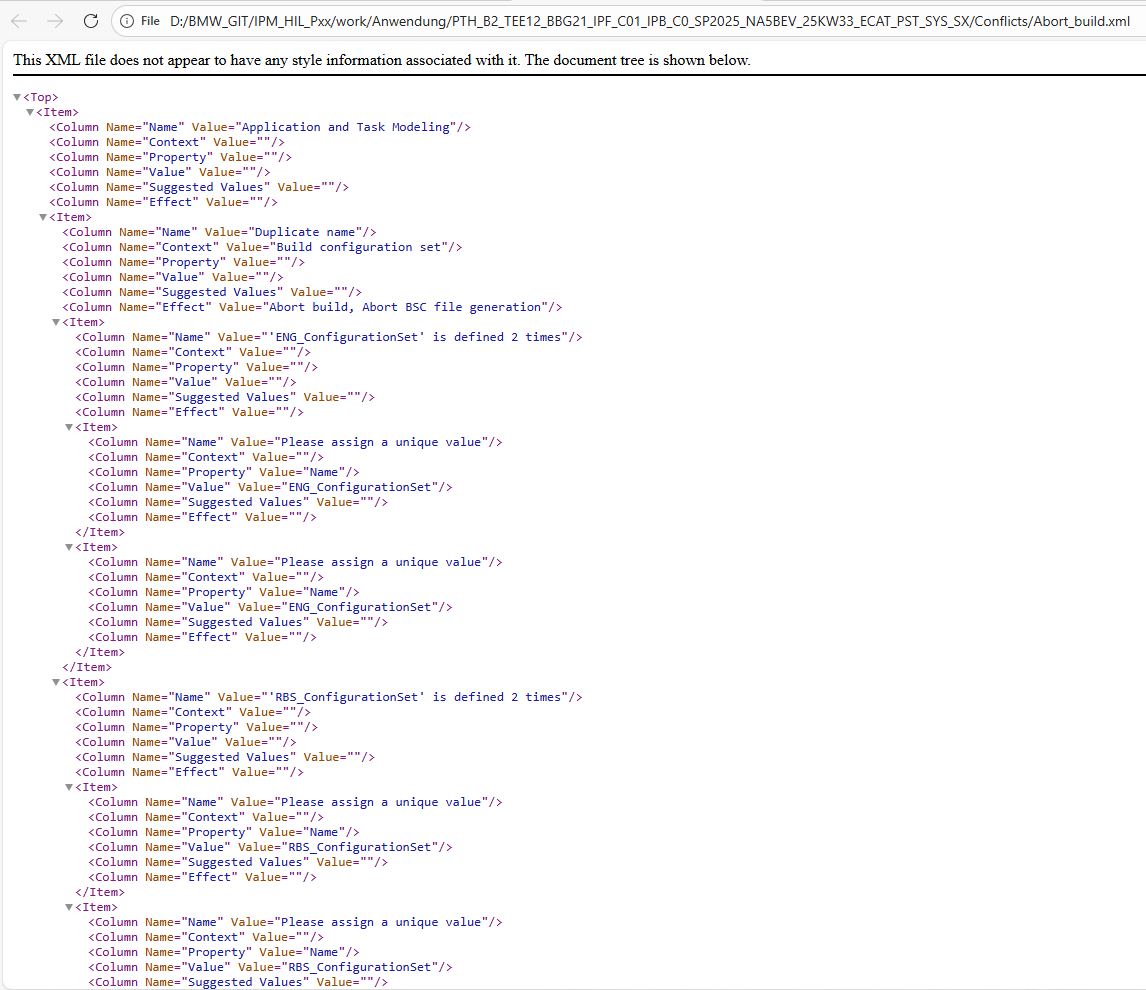 File D:/BMW_GIT/IPM_HIL_Pxx/work/Anwendung/PTH_B2_TEE12_BBG21_IPF_C01_IPB_C0_SP2025_NA5BEV_25KW33_ECAT_PST_SYS_SX/Conflicts/Abort_build.xml
This XML file does not appear to have any style information associated with it. The document tree is shown below.
▼<Top>
▼<Item>
<Column Name="Name" Value="Application and Task Modeling"/>
<Column Name="Context" Value=""/>
<Column Name="Property" Value=""/>
<Column Name="Value" Value=""/>
<Column Name="Suggested Values" Value=""/>
<Column Name="Effect" Value=""/>
▼<Item>
<Column Name="Name" Value="Duplicate name"/>
<Column Name="Context" Value="Build configuration set"/>
<Column Name="Property" Value=""/>
<Column Name="Value" Value=""/>
<Column Name="Suggested Values" Value=""/>
<Column Name="Effect" Value="Abort build, Abort BSC file generation"/>
▼<Item>
<Column Name="Name" Value="'ENG_ConfigurationSet' is defined 2 times"/>
<Column Name="Context" Value=""/>
<Column Name="Property" Value=""/>
<Column Name="Value" Value=""/>
<Column Name="Suggested Values" Value=""/>
<Column Name="Effect" Value=""/>
▼<Item>
<Column Name="Name" Value="Please assign a unique value"/>
<Column Name="Context" Value=""/>
<Column Name="Property" Value="Name"/>
<Column Name="Value" Value="ENG_ConfigurationSet"/>
<Column Name="Suggested Values" Value=""/>
<Column Name="Effect" Value=""/>
</Item>
▼<Item>
<Column Name="Name" Value="Please assign a unique value"/>
<Column Name="Context" Value=""/>
<Column Name="Property" Value="Name"/>
<Column Name="Value" Value="ENG_ConfigurationSet"/>
<Column Name="Suggested Values" Value=""/>
<Column Name="Effect" Value=""/>
</Item>
</Item>
▼<Item>
<Column Name="Name" Value="'RBS_ConfigurationSet' is defined 2 times"/>
<Column Name="Context" Value=""/>
<Column Name="Property" Value=""/>
<Column Name="Value" Value=""/>
<Column Name="Suggested Values" Value=""/>
<Column Name="Effect" Value=""/>
▼<Item>
<Column Name="Name" Value="Please assign a unique value"/>
<Column Name="Context" Value=""/>
<Column Name="Property" Value="Name"/>
<Column Name="Value" Value="RBS_ConfigurationSet"/>
<Column Name="Suggested Values" Value=""/>
<Column Name="Effect" Value=""/>
</Item>
▼<Item>
<Column Name="Name" Value="Please assign a unique value"/>
<Column Name="Context" Value=""/>
<Column Name="Property" Value="Name"/>
<Column Name="Value" Value="RBS_ConfigurationSet"/>
<Column Name="Suggested Values" Value=""/>